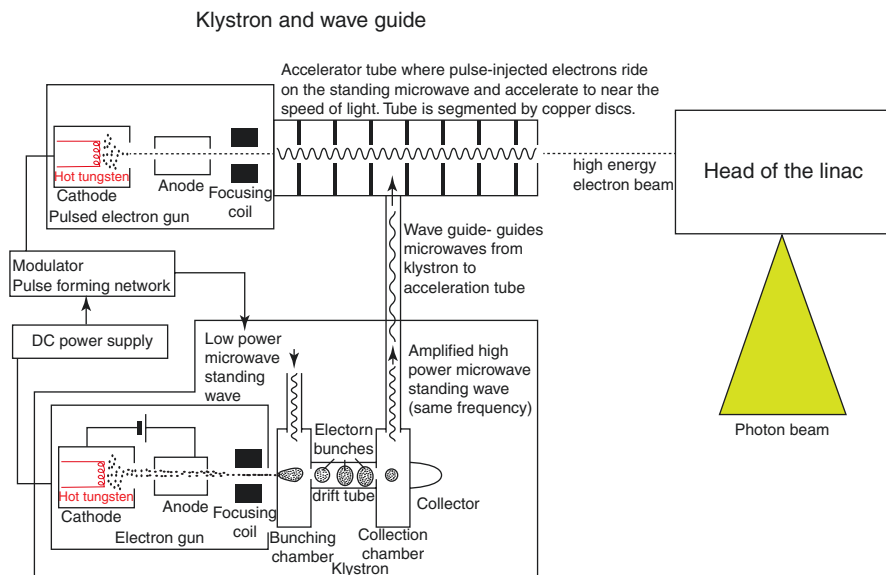 Klystron and wave guide
Accelerator tube where pulse-injected electrons ride
on the standing microwave and accelerate to near the
speed of light. Tube is segmented by copper discs.
Hot tungsten
Cathode
Pulsed electron gun
Anode
Focusing
coil
high energy
electron beam
Head of the linac
Photon beam
Modulator
Pulse forming network
DC power supply
Wave guide- guides
microwaves from
klystron to
acceleration tube
Low power
microwave
standing
wave
Amplified high
power microwave
standing wave
(same frequency)
Hot tungsten
Cathode
Anode
Electron gun
Focusing
coil
Electorn
bunches
drift tube
Bunching
chamber
Collection
chamber
Collector
Klystron